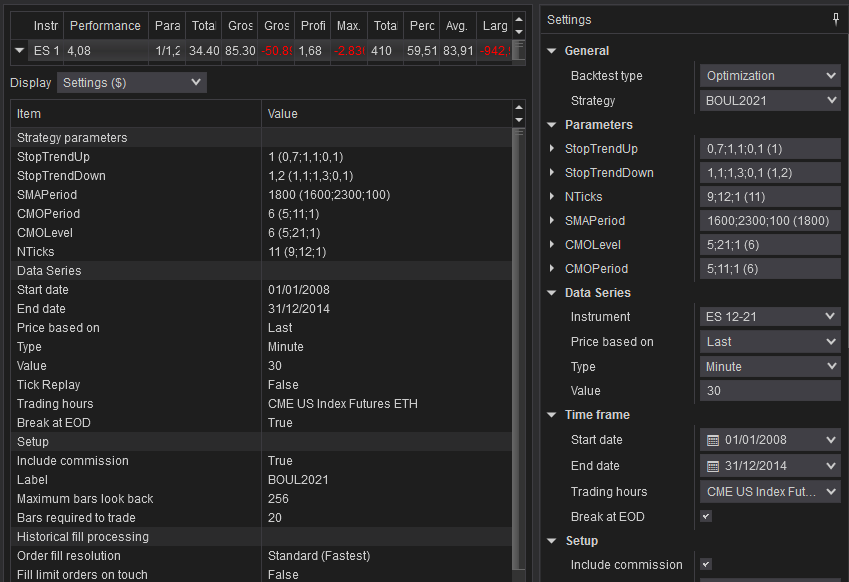 Instr Performance Para Total Gros Gros Profi Max. Total Perc Avg. Larg
ES 1 4,08 1/1,2 34.40 85.30 -50.8 1,68 -2.83 410 59,51 83,91 -942,
Display Settings ($)
Item Value
Strategy parameters
StopTrendUp 1 (0,7;1,1;0,1)
StopTrendDown 1,2 (1,1;1,3;0,1)
SMAPeriod 1800 (1600;2300;100)
CMOPeriod 6 (5;11;1)
CMOLevel 6 (5;21;1)
NTicks 11 (9;12;1)
Data Series
Start date 01/01/2008
End date 31/12/2014
Price based on Last
Type Minute
Value 30
Tick Replay False
Trading hours CME US Index Futures ETH
Break at EOD True
Setup
Include commission True
Label BOUL2021
Maximum bars look back 256
Bars required to trade 20
Historical fill processing
Order fill resolution Standard (Fastest)
Fill limit orders on touch False
Settings
General
Backtest type Optimization
Strategy BOUL2021
Parameters
StopTrendUp 0,7;1,1;0,1 (1)
StopTrendDown 1,1;1,3;0,1 (1,2)
NTicks 9;12;1 (11)
SMAPeriod 1600;2300;100 (1800)
CMOLevel 5;21;1 (6)
CMOPeriod 5;11;1 (6)
Data Series
Instrument ES 12-21
Price based on Last
Type Minute
Value 30
Time frame
Start date 01/01/2008
End date 31/12/2014
Trading hours CME US Index Fut...
Break at EOD
Setup
Include commission